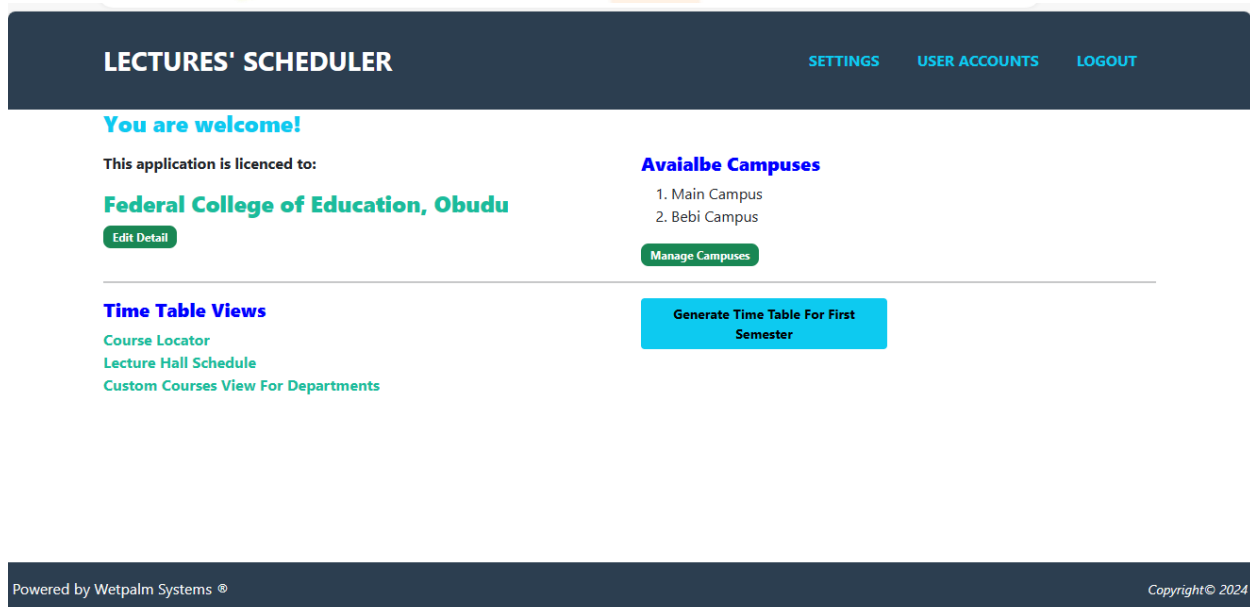 LECTURES' SCHEDULER
SETTINGS USER ACCOUNTS LOGOUT
You are welcome!
This application is licenced to:
Federal College of Education, Obudu
Edit Detail
Avaialbe Campuses
1. Main Campus
2. Bebi Campus
Manage Campuses
Time Table Views
Course Locator
Lecture Hall Schedule
Custom Courses View For Departments
Generate Time Table For First
Semester
Powered by Wetpalm Systems ®
Copyright© 2024